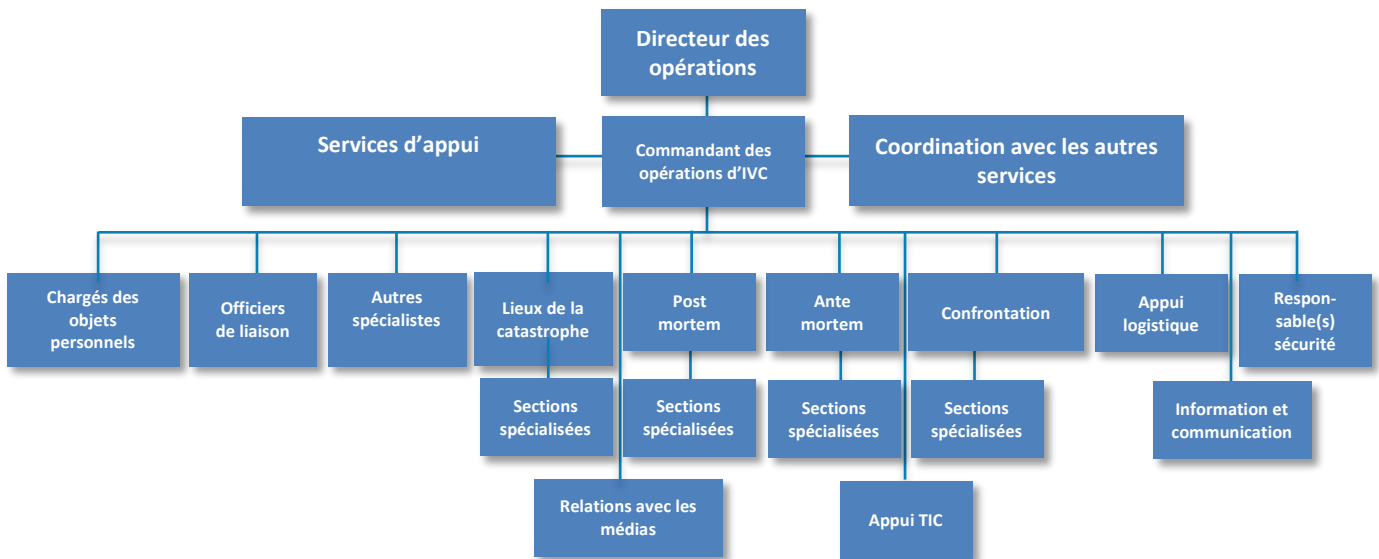 Directeur des
opérations
Services d’appui
Commandant des
opérations d’IVC
Coordination avec les autres
services
Chargés des
objets
personnels
Officiers
de liaison
Autres
spécialistes
Lieux de la
catastrophe
Post
mortem
Ante
mortem
Confrontation
Appui
logistique
Respon-
sable(s)
sécurité
Sections
spécialisées
Sections
spécialisées
Sections
spécialisées
Sections
spécialisées
Information et
communication
Relations avec les
médias
Appui TIC